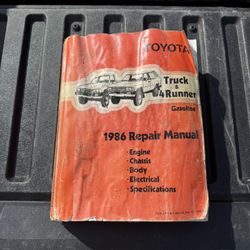 TOYOTA
Truck
&
4Runner
Gasoline
1986 Repair Manual
· Engine
· Chassis
· Body
· Electrical
· Specifications